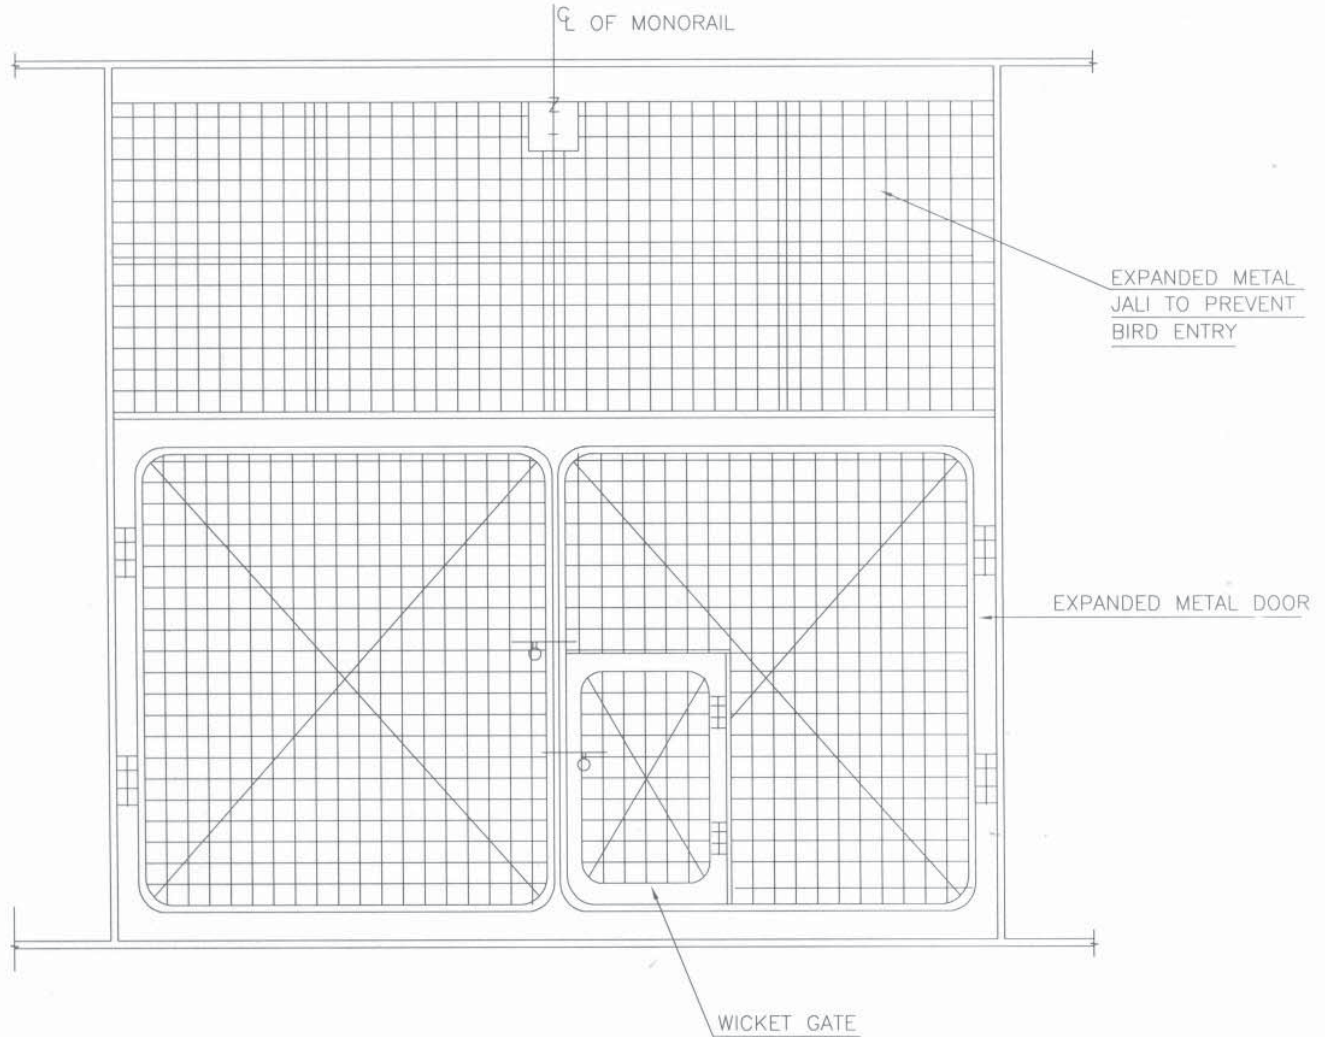 ℄ OF MONORAIL
EXPANDED METAL
JALI TO PREVENT
BIRD ENTRY
EXPANDED METAL DOOR
WICKET GATE